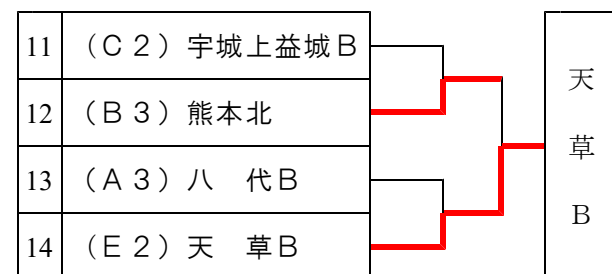 11 （Ｃ２）宇城上益城Ｂ
12 （Ｂ３）熊本北
13 （Ａ３）八　代Ｂ
14 （Ｅ２）天　草Ｂ
天
草
Ｂ